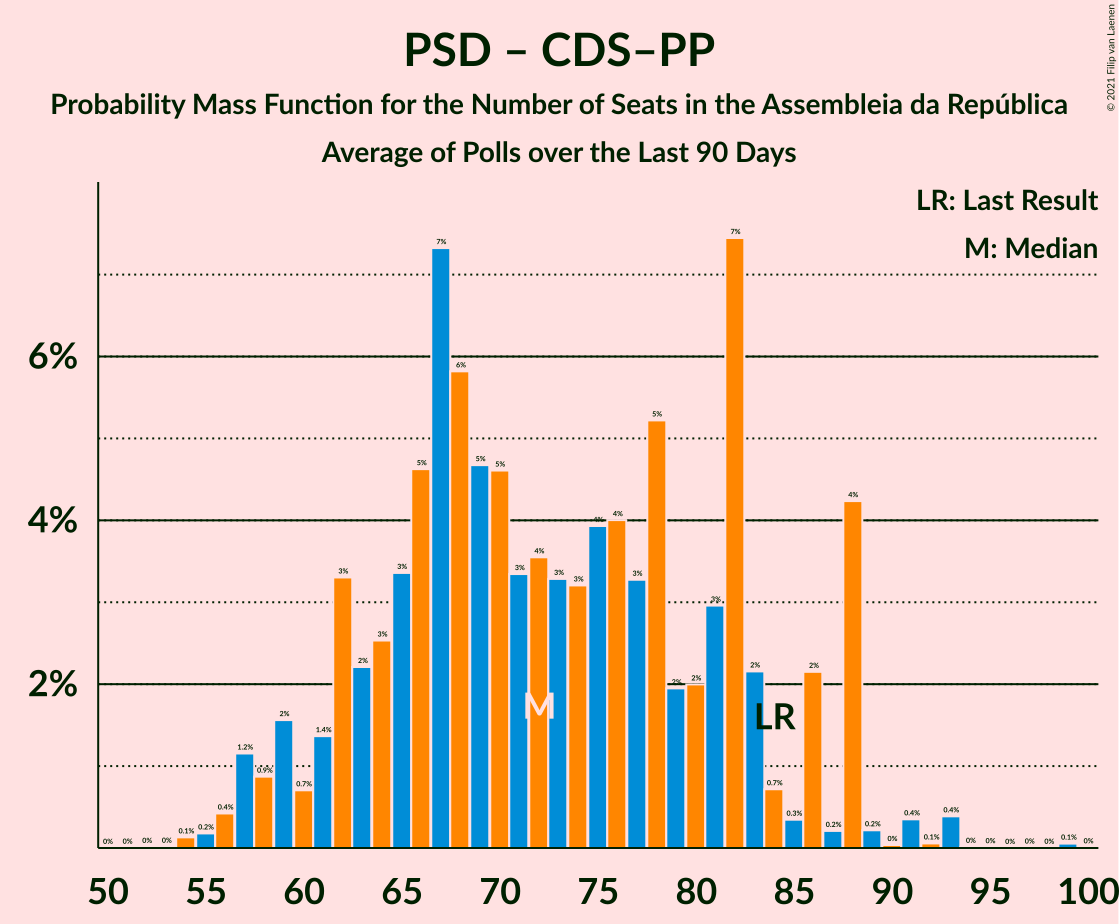 PSD – CDS–PP
Probability Mass Function for the Number of Seats in the Assembleia da República
Average of Polls over the Last 90 Days
© 2021 Filip van Laenen
LR: Last Result
M: Median
6%
4%
2%
0% 0% 0% 0% 0.1% 0.2% 0.4% 1.2% 0.9% 2% 0.7% 1.4% 3% 2% 3% 3% 5% 7% 6% 5% 5% 3% 4% 3% 3% 4% 4% 3% 5% 2% 2% 3% 7% 2% 0.7% 0.3% 2% 0.2% 4% 0.2% 0% 0.4% 0.1% 0.4% 0% 0% 0% 0% 0% 0.1% 0%
M
LR
50 55 60 65 70 75 80 85 90 95 100